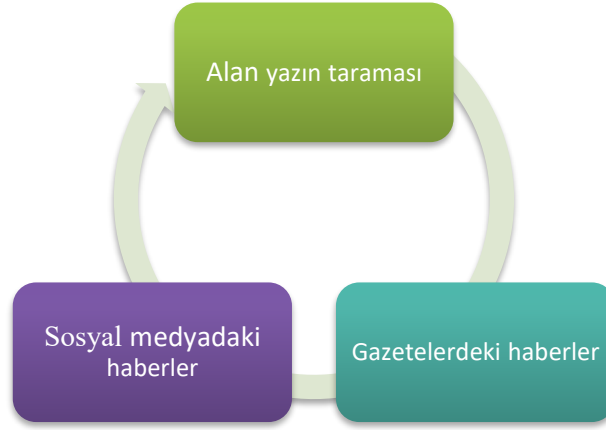 Alan yazın taraması
Sosyal medyadaki
haberler
Gazetelerdeki haberler